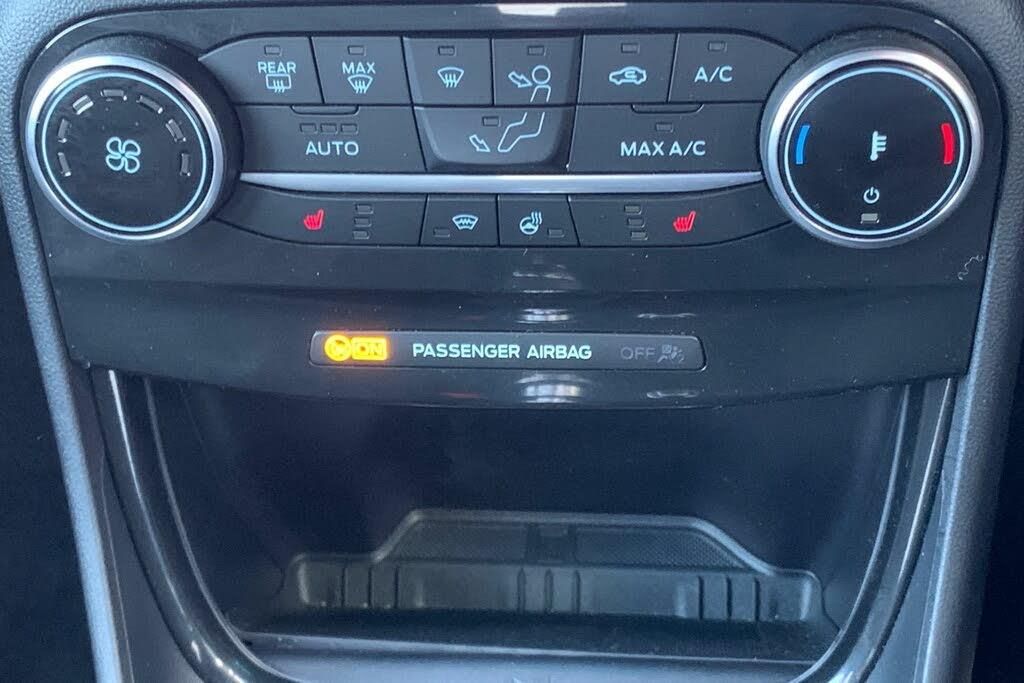 REAR
MAX
A/C
AUTO
MAX A/C
ON PASSENGER AIRBAG OFF